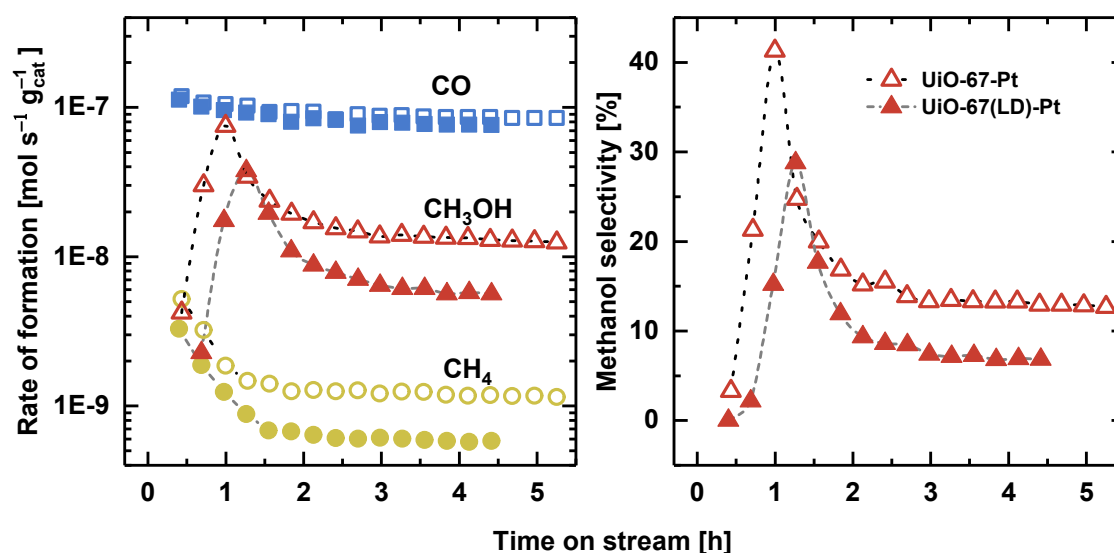 Rate of formation [mol s⁻¹ g⁻¹cat]
1E-7
1E-8
1E-9
CO
CH₃OH
CH₄
0 1 2 3 4 5
Methanol selectivity [%]
40
30
20
10
0
UiO-67-Pt
UiO-67(LD)-Pt
0 1 2 3 4 5
Time on stream [h]